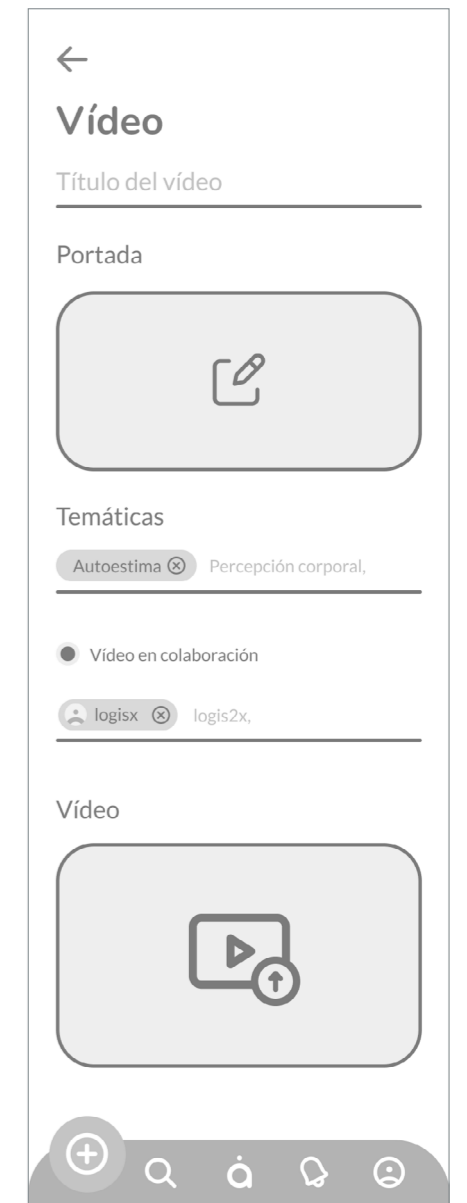 Vídeo
Título del vídeo
Portada
Temáticas
Autoestima Percepción corporal,
Vídeo en colaboración
logisx logis2x,
Vídeo